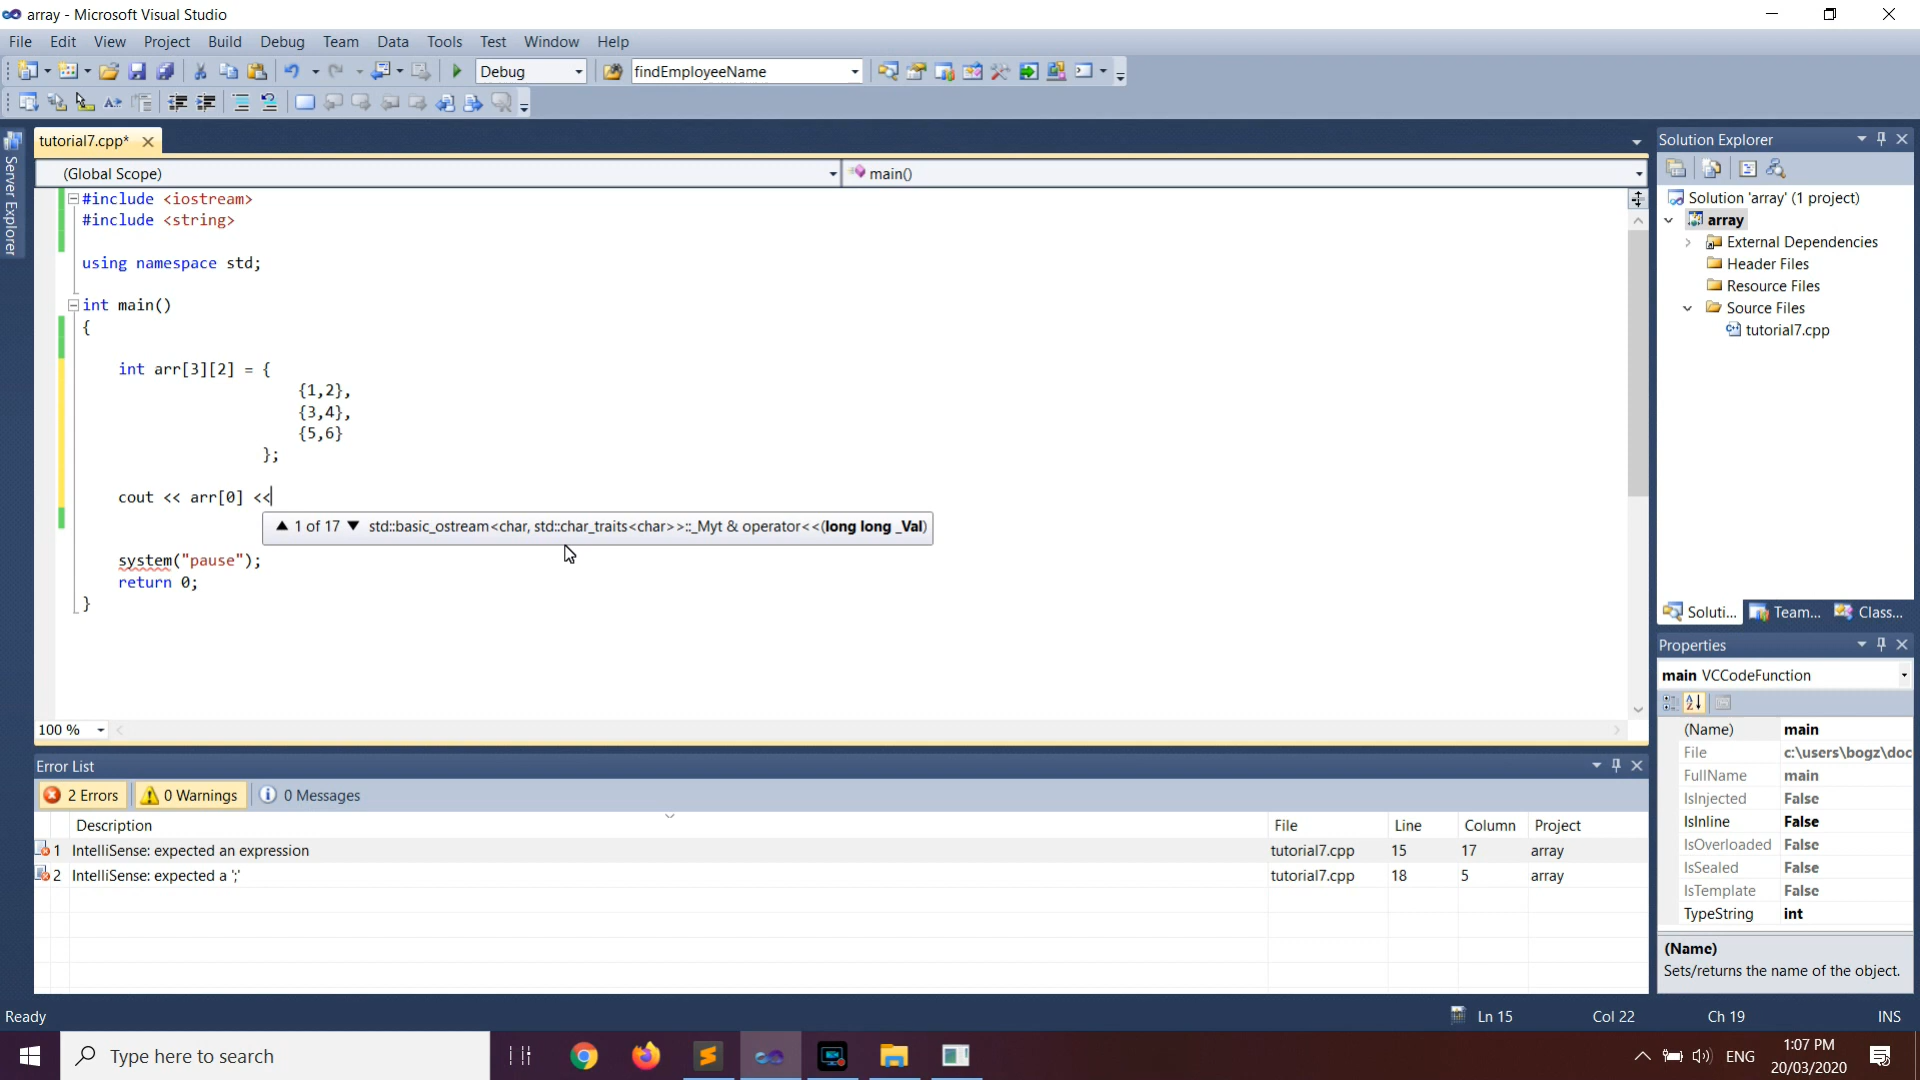 array - Microsoft Visual Studio
File Edit View Project Build Debug Team Data Tools Test Window Help
Debug findEmployeeName
Server Explorer
tutorial7.cpp*
(Global Scope) main()
#include <iostream>
#include <string>
using namespace std;
int main()
{
int arr[3][2] = {
{1,2},
{3,4},
{5,6}
};
cout << arr[0] <<
1 of 17 std::basic_ostream<char, std::char_traits<char>>::_Myt & operator<<(long long _Val)
system("pause");
return 0;
}
100 %
Solution Explorer
Solution 'array' (1 project)
array
External Dependencies
Header Files
Resource Files
Source Files
tutorial7.cpp
Soluti... Team... Class...
Properties
main VCCodeFunction
(Name) main
File c:\users\bogz\doc
FullName main
IsInjected False
IsInline False
IsOverloaded False
IsSealed False
IsTemplate False
TypeString int
(Name)
Sets/returns the name of the object.
Error List
2 Errors 0 Warnings 0 Messages
Description File Line Column Project
1 IntelliSense: expected an expression tutorial7.cpp 15 17 array
2 IntelliSense: expected a ';' tutorial7.cpp 18 5 array
Ready Ln 15 Col 22 Ch 19 INS
Type here to search
ENG
1:07 PM
20/03/2020